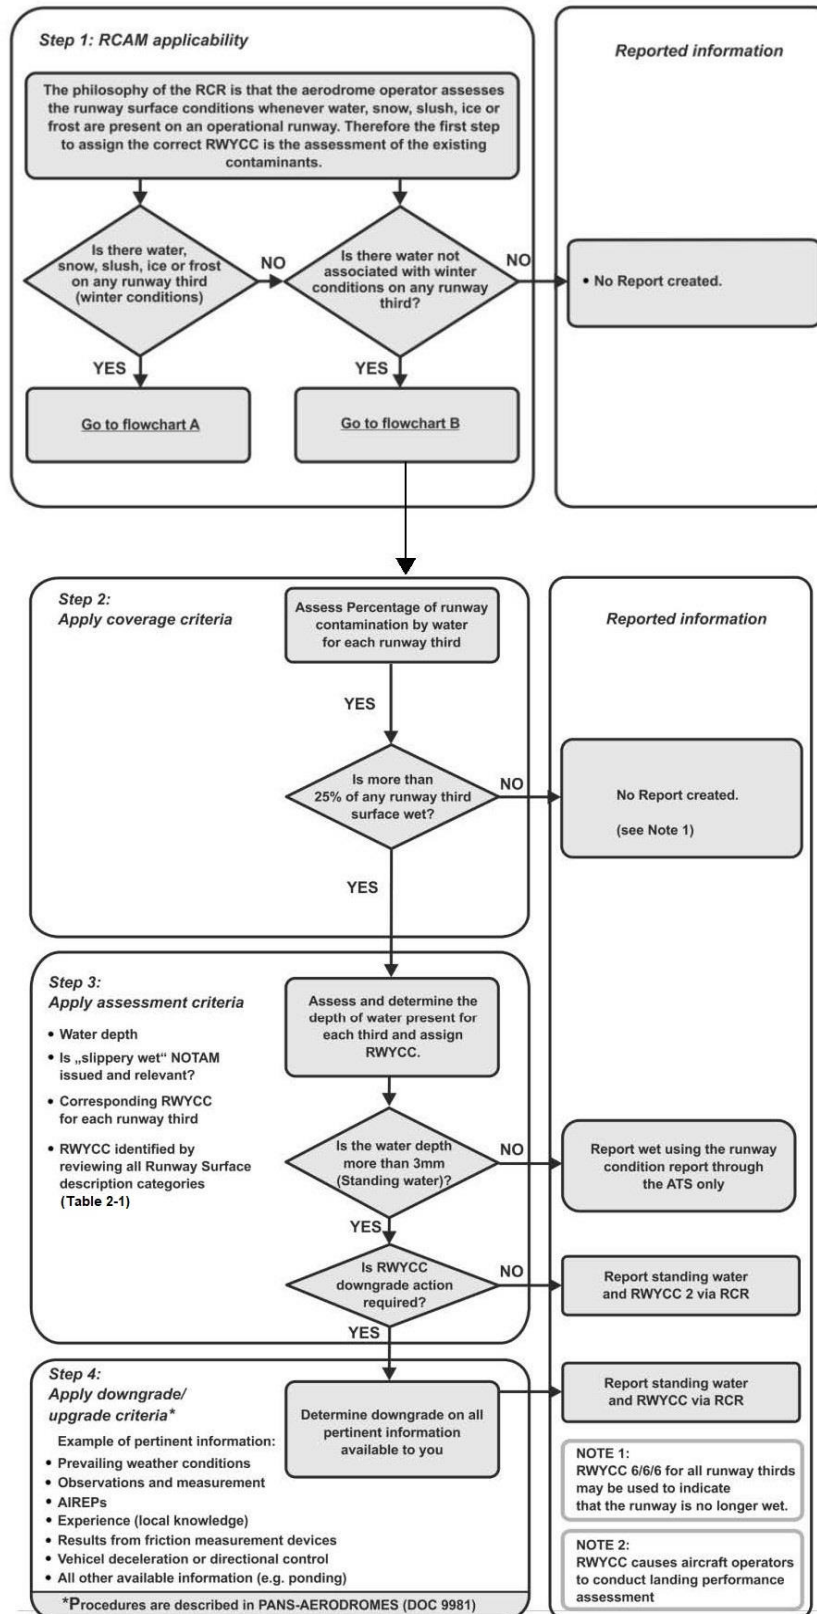 Step 1: RCAM applicability
Reported information
The philosophy of the RCR is that the aerodrome operator assesses
the runway surface conditions whenever water, snow, slush, ice or
frost are present on an operational runway. Therefore the first step
to assign the correct RWYCC is the assessment of the existing
contaminants.
Is there water,
snow, slush, ice or frost
on any runway third
(winter conditions)
NO
Is there water not
associated with winter
conditions on any runway
third?
NO
• No Report created.
YES
YES
Go to flowchart A
Go to flowchart B
Step 2:
Apply coverage criteria
Assess Percentage of runway
contamination by water
for each runway third
Reported information
YES
Is more than
25% of any runway third
surface wet?
NO
No Report created.
(see Note 1)
YES
Step 3:
Apply assessment criteria
• Water depth
• Is „slippery wet“ NOTAM
issued and relevant?
• Corresponding RWYCC
for each runway third
• RWYCC identified by
reviewing all Runway Surface
description categories
(Table 2-1)
Assess and determine the
depth of water present for
each third and assign
RWYCC.
Is the water depth
more than 3mm
(Standing water)?
NO
Report wet using the runway
condition report through
the ATS only
YES
Is RWYCC
downgrade action
required?
NO
Report standing water
and RWYCC 2 via RCR
YES
Step 4:
Apply downgrade/
upgrade criteria*
Example of pertinent information:
• Prevailing weather conditions
• Observations and measurement
• AIREPs
• Experience (local knowledge)
• Results from friction measurement devices
• Vehicel deceleration or directional control
• All other available information (e.g. ponding)
*Procedures are described in PANS-AERODROMES (DOC 9981)
Determine downgrade on all
pertinent information
available to you
Report standing water
and RWYCC via RCR
NOTE 1:
RWYCC 6/6/6 for all runway thirds
may be used to indicate
that the runway is no longer wet.
NOTE 2:
RWYCC causes aircraft operators
to conduct landing performance
assessment